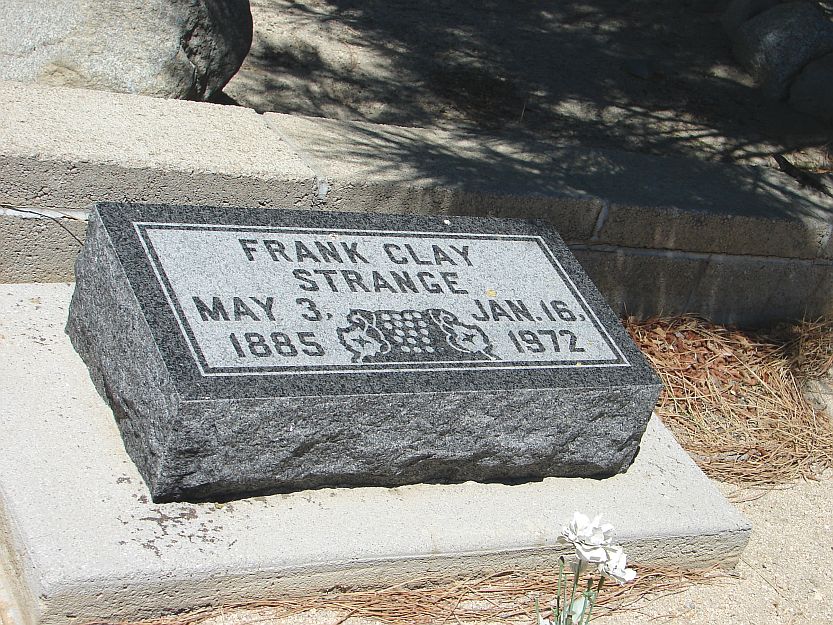 FRANK CLAY
STRANGE
MAY 3, JAN.16,
1885 1972